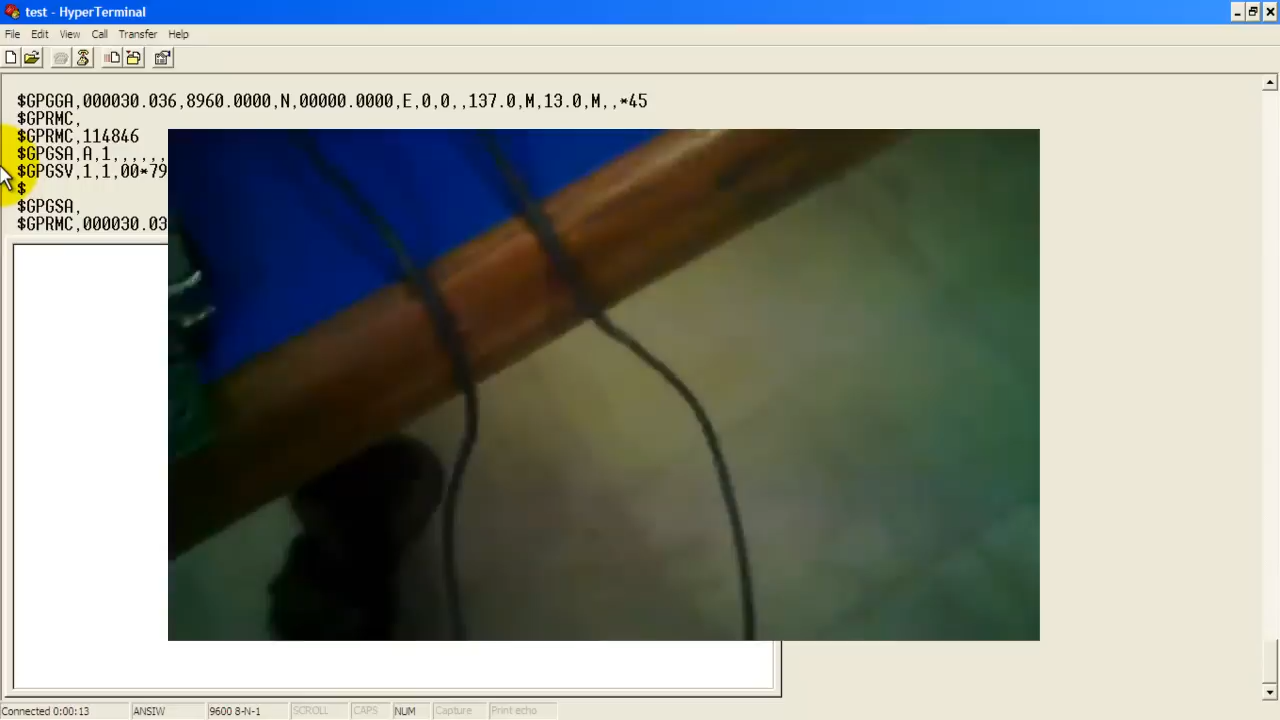 test - HyperTerminal
File Edit View Call Transfer Help
$GPGGA,000030.036,8960.0000,N,00000.0000,E,0,0,,137.0,M,13.0,M,,*45
$GPRMC,
$GPRMC,114846
$GPGSA,A,1,,,,,,
$GPGSV,1,1,00*79
$
$GPGSA,
$GPRMC,000030.03
Connected 0:00:13 ANSIW 9600 8-N-1 SCROLL CAPS NUM Capture Print echo